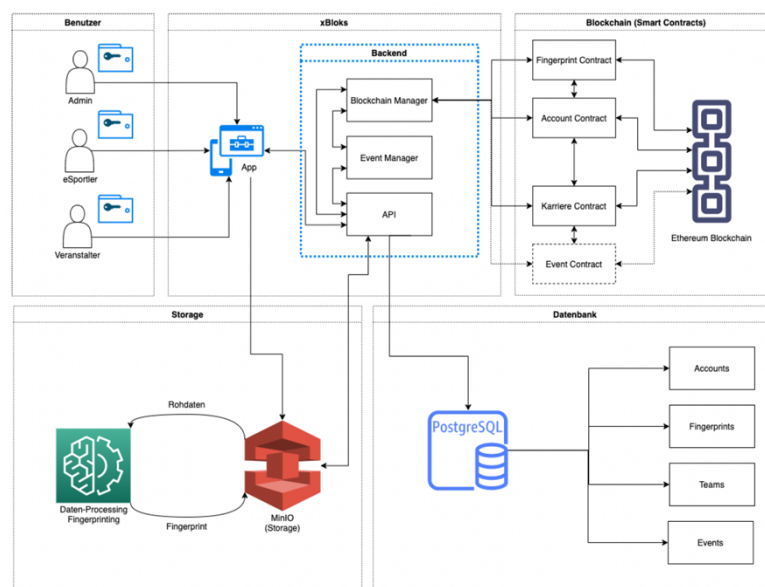 Benutzer
xBloks
Blockchain (Smart Contracts)
Backend
Admin
eSportler
Veranstalter
App
Blockchain Manager
Event Manager
API
Fingerprint Contract
Account Contract
Karriere Contract
Event Contract
Ethereum Blockchain
Storage
Rohdaten
Daten-Processing
Fingerprinting
Fingerprint
MinIO
(Storage)
Datenbank
PostgreSQL
Accounts
Fingerprints
Teams
Events